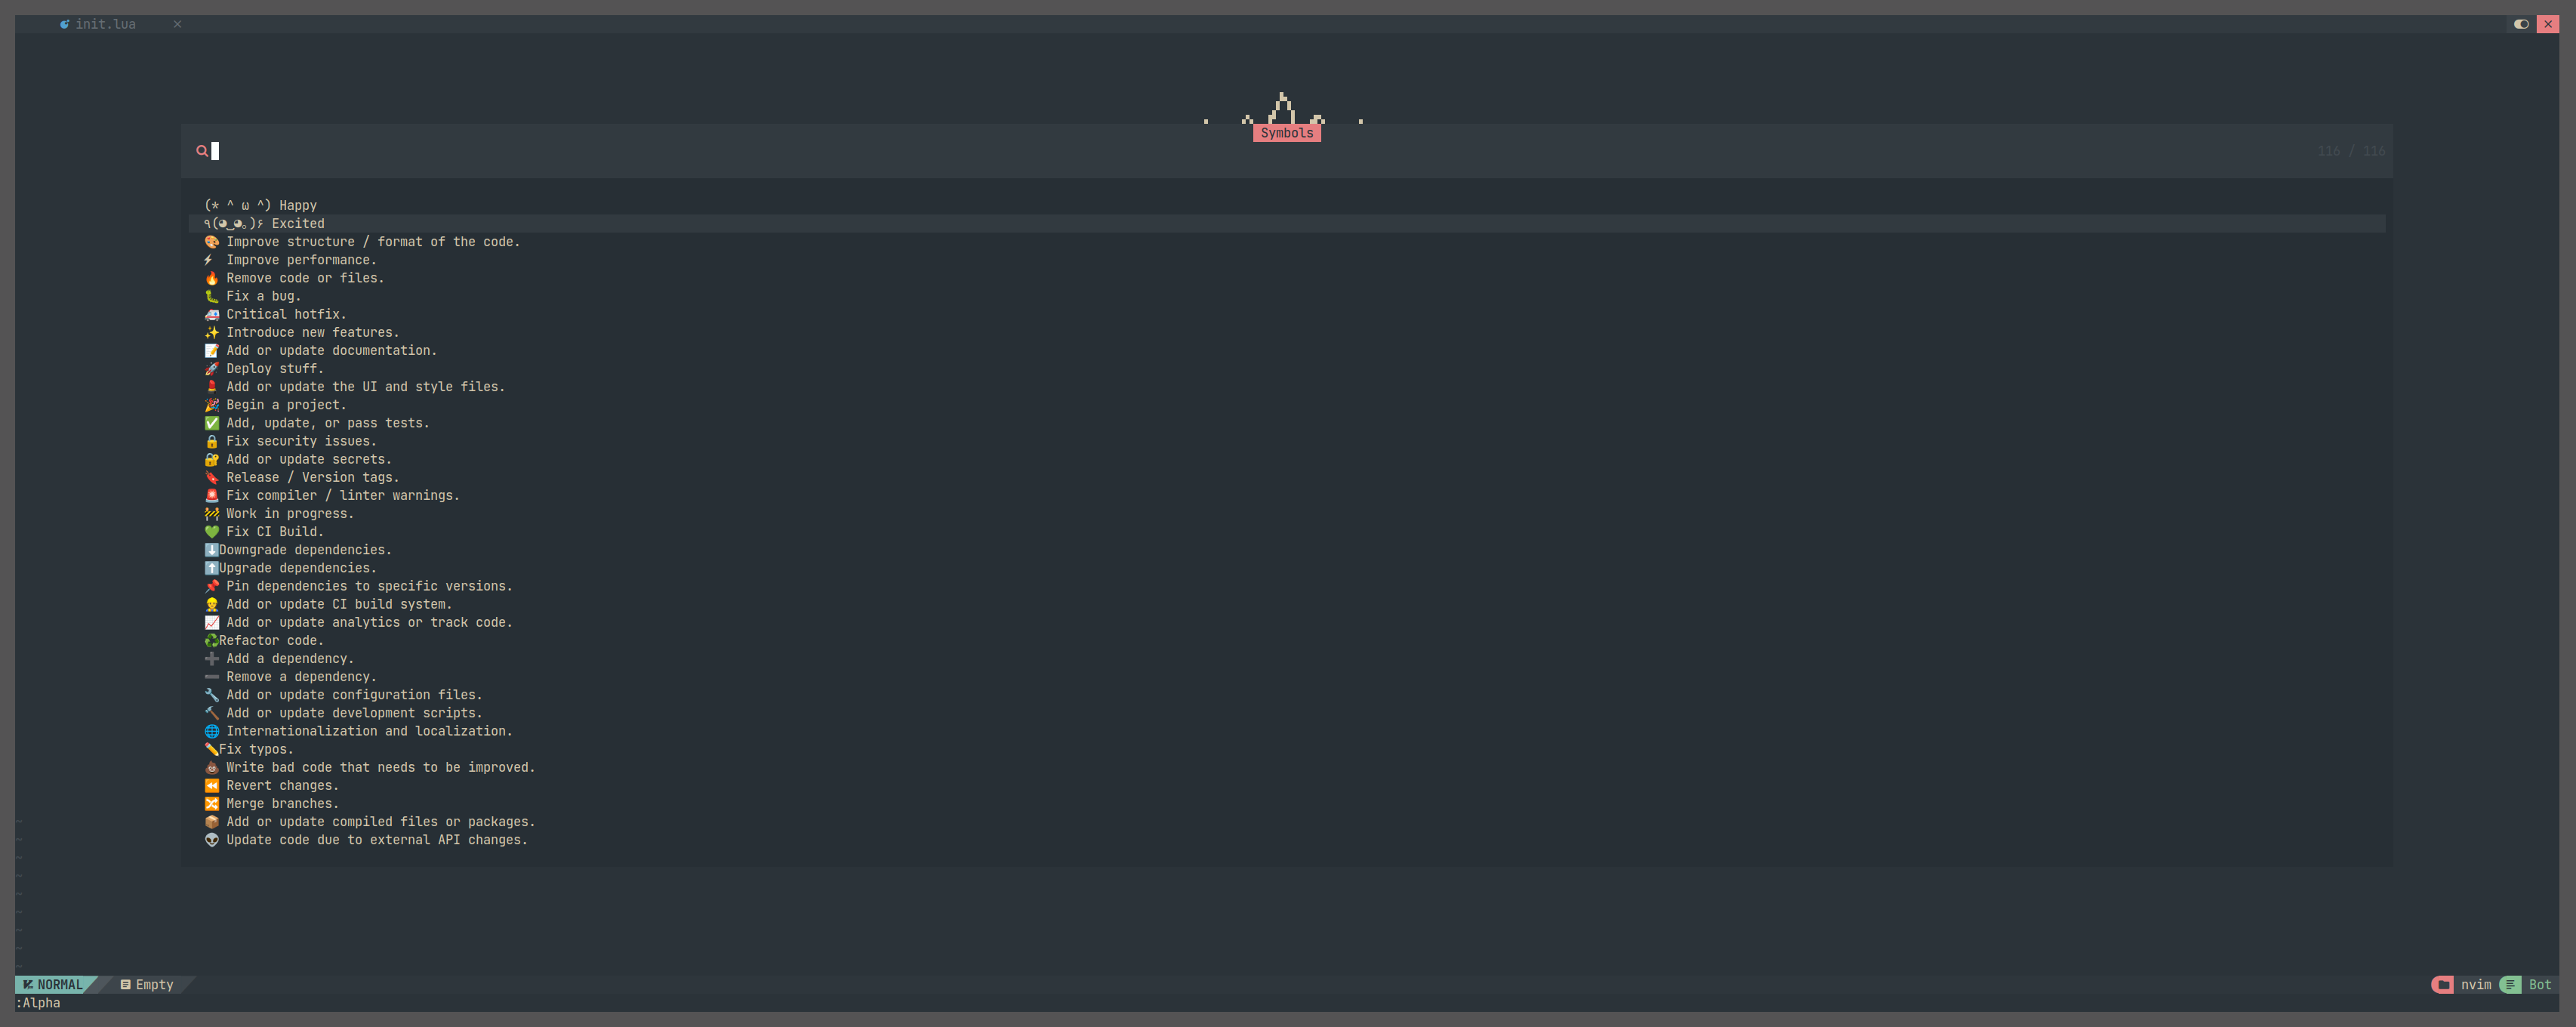 init.lua
Symbols
116 / 116
(* ^ ω ^) Happy
٩(◕‿◕｡)۶ Excited
🎨 Improve structure / format of the code.
⚡ Improve performance.
🔥 Remove code or files.
🐛 Fix a bug.
🚑 Critical hotfix.
✨ Introduce new features.
📝 Add or update documentation.
🚀 Deploy stuff.
💄 Add or update the UI and style files.
🎉 Begin a project.
✅ Add, update, or pass tests.
🔒 Fix security issues.
🔐 Add or update secrets.
🔖 Release / Version tags.
🚨 Fix compiler / linter warnings.
🚧 Work in progress.
💚 Fix CI Build.
⬇️Downgrade dependencies.
⬆️Upgrade dependencies.
📌 Pin dependencies to specific versions.
👷 Add or update CI build system.
📈 Add or update analytics or track code.
♻️Refactor code.
➕ Add a dependency.
➖ Remove a dependency.
🔧 Add or update configuration files.
🔨 Add or update development scripts.
🌐 Internationalization and localization.
✏️Fix typos.
💩 Write bad code that needs to be improved.
⏪ Revert changes.
🔀 Merge branches.
📦 Add or update compiled files or packages.
👽 Update code due to external API changes.
~
~
~
~
~
~
~
~
~
NORMAL Empty nvim Bot
:Alpha